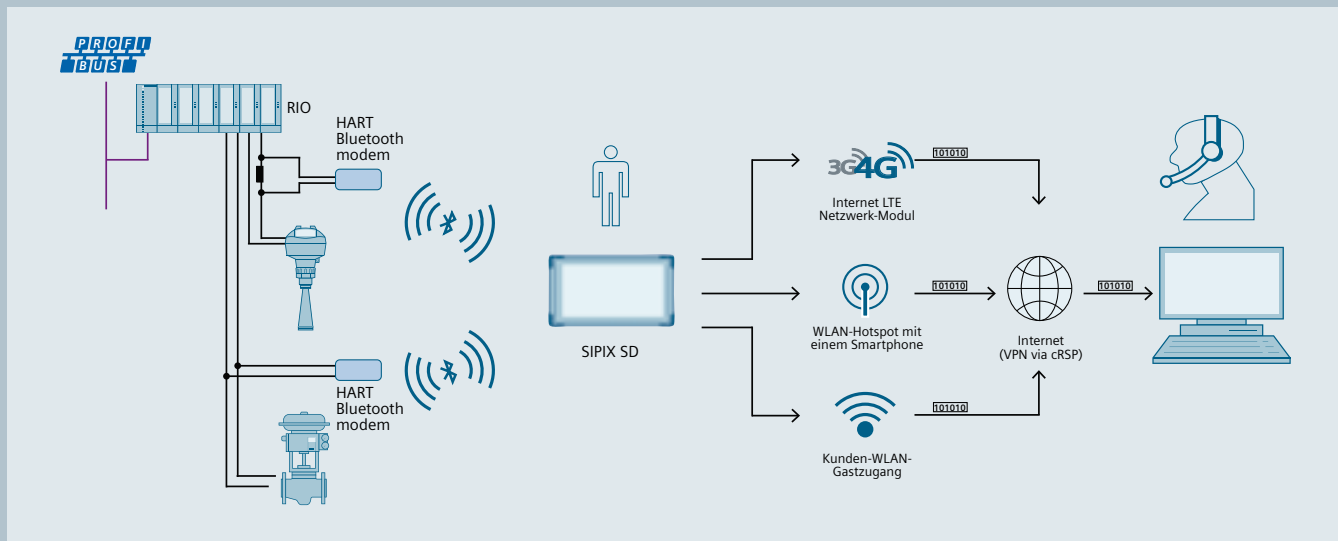 PROFI
BUS
RIO
HART
Bluetooth
modem
HART
Bluetooth
modem
SIPIX SD
3G4G
Internet LTE
Netzwerk-Modul
WLAN-Hotspot mit
einem Smartphone
Kunden-WLAN-
Gastzugang
101010
101010
101010
Internet
(VPN via cRSP)
101010